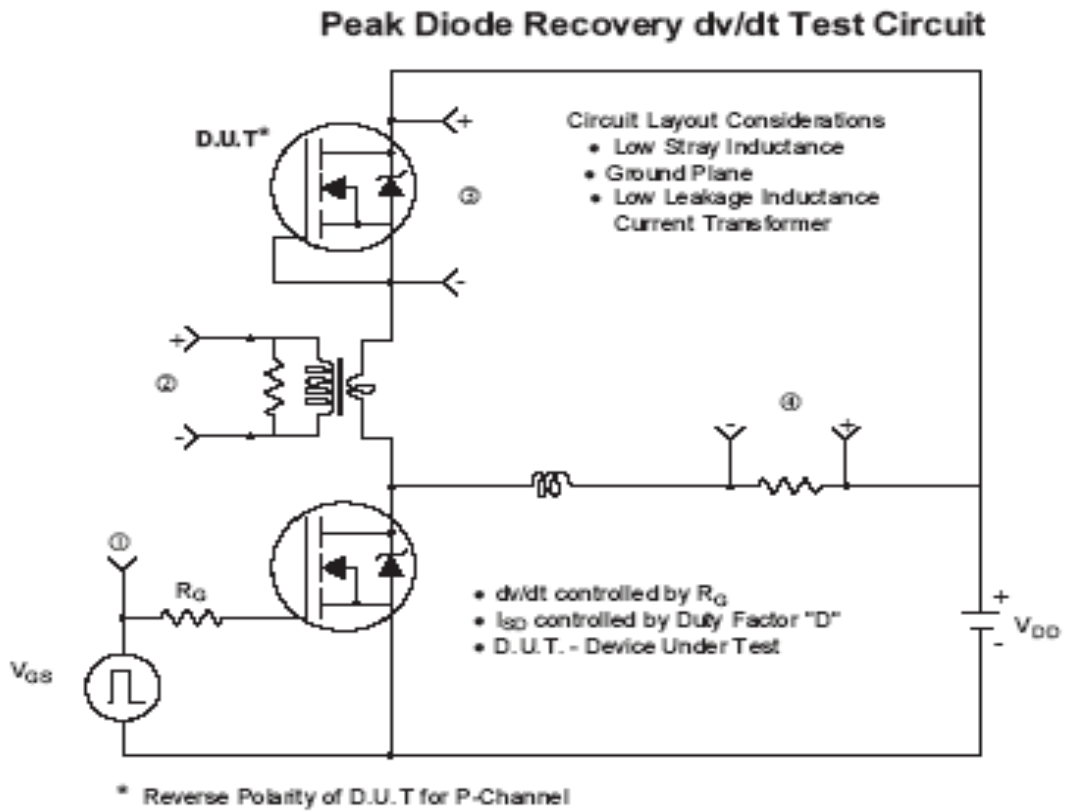 Peak Diode Recovery dv/dt Test Circuit
D.U.T*
+
Circuit Layout Considerations
• Low Stray Inductance
• Ground Plane
• Low Leakage Inductance
Current Transformer
③
-
+
②
-
④
- +
①
RG
VGS
• dv/dt controlled by RG
• ISD controlled by Duty Factor "D"
• D.U.T. - Device Under Test
+
VDD
-
* Reverse Polarity of D.U.T for P-Channel